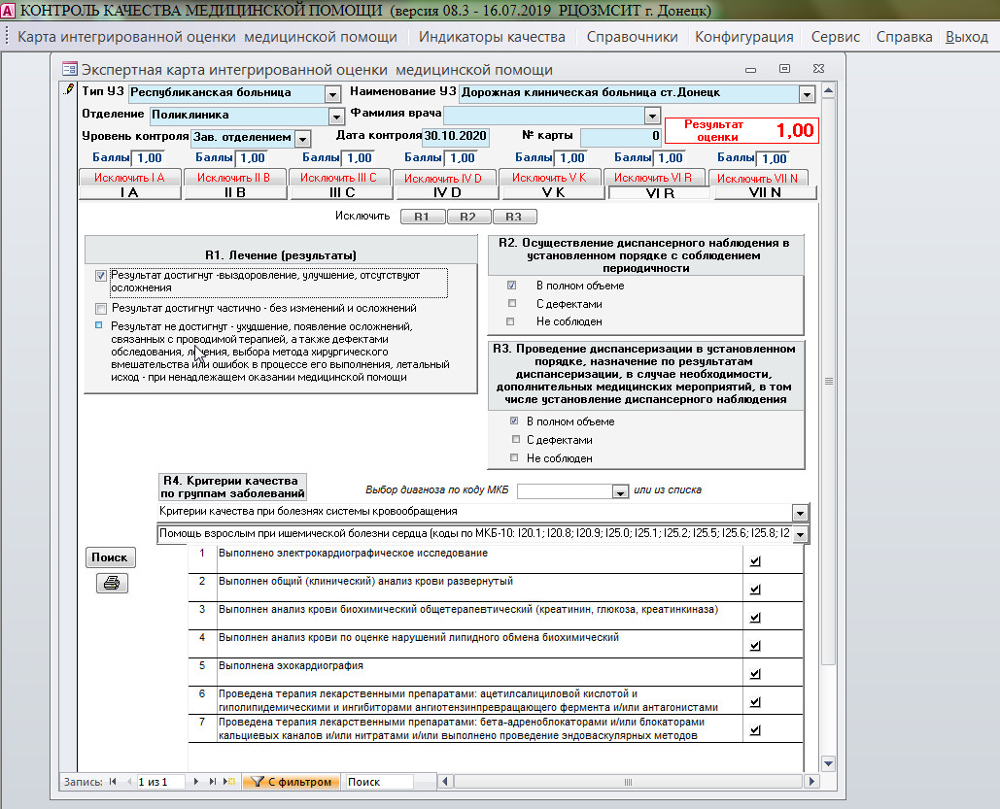 КОНТРОЛЬ КАЧЕСТВА МЕДИЦИНСКОЙ ПОМОЩИ (версия 08.3 - 16.07.2019 РЦОЗМСИТ г. Донецк)
Карта интегрированной оценки медицинской помощи Индикаторы качества Справочники Конфигурация Сервис Справка Выход
Экспертная карта интегрированной оценки медицинской помощи
Тип УЗ Республиканская больница Наименование УЗ Дорожная клиническая больница ст.Донецк
Отделение Поликлиника Фамилия врача
Уровень контроля Зав. отделением Дата контроля 30.10.2020 № карты 0
Результат оценки 1,00
Баллы 1,00 Баллы 1,00 Баллы 1,00 Баллы 1,00 Баллы 1,00 Баллы 1,00 Баллы 1,00
Исключить I A Исключить II B Исключить III C Исключить IV D Исключить V K Исключить VI R Исключить VII N
I A II B III C IV D V K VI R VII N
Исключить R1 R2 R3
R1. Лечение (результаты)
Результат достигнут -выздоровление, улучшение, отсутствуют
осложнения
Результат достигнут частично - без изменений и осложнений
Результат не достигнут - ухудшение, появление осложнений,
связанных с проводимой терапией, а также дефектами
обследования, лечения, выбора метода хирургического
вмешательства или ошибок в процессе его выполнения, летальный
исход - при ненадлежащем оказании медицинской помощи
R2. Осуществление диспансерного наблюдения в
установленном порядке с соблюдением
периодичности
В полном объеме
С дефектами
Не соблюден
R3. Проведение диспансеризации в установленном
порядке, назначение по результатам
диспансеризации, в случае необходимости,
дополнительных медицинских мероприятий, в том
числе установление диспансерного наблюдения
В полном объеме
С дефектами
Не соблюден
R4. Критерии качества
по группам заболеваний
Выбор диагноза по коду МКБ или из списка
Критерии качества при болезнях системы кровообращения
Помощь взрослым при ишемической болезни сердца (коды по МКБ-10: I20.1; I20.8; I20.9; I25.0; I25.1; I25.2; I25.5; I25.6; I25.8; I2
Поиск
1 Выполнено электрокардиографическое исследование
2 Выполнен общий (клинический) анализ крови развернутый
3 Выполнен анализ крови биохимический общетерапевтический (креатинин, глюкоза, креатинкиназа)
4 Выполнен анализ крови по оценке нарушений липидного обмена биохимический
5 Выполнена эхокардиография
6 Проведена терапия лекарственными препаратами: ацетилсалициловой кислотой и
гиполипидемическими и ингибиторами ангиотензинпревращающего фермента и/или антагонистами
7 Проведена терапия лекарственными препаратами: бета-адреноблокаторами и/или блокаторами
кальциевых каналов и/или нитратами и/или выполнено проведение эндоваскулярных методов
Запись: 1 из 1 С фильтром Поиск